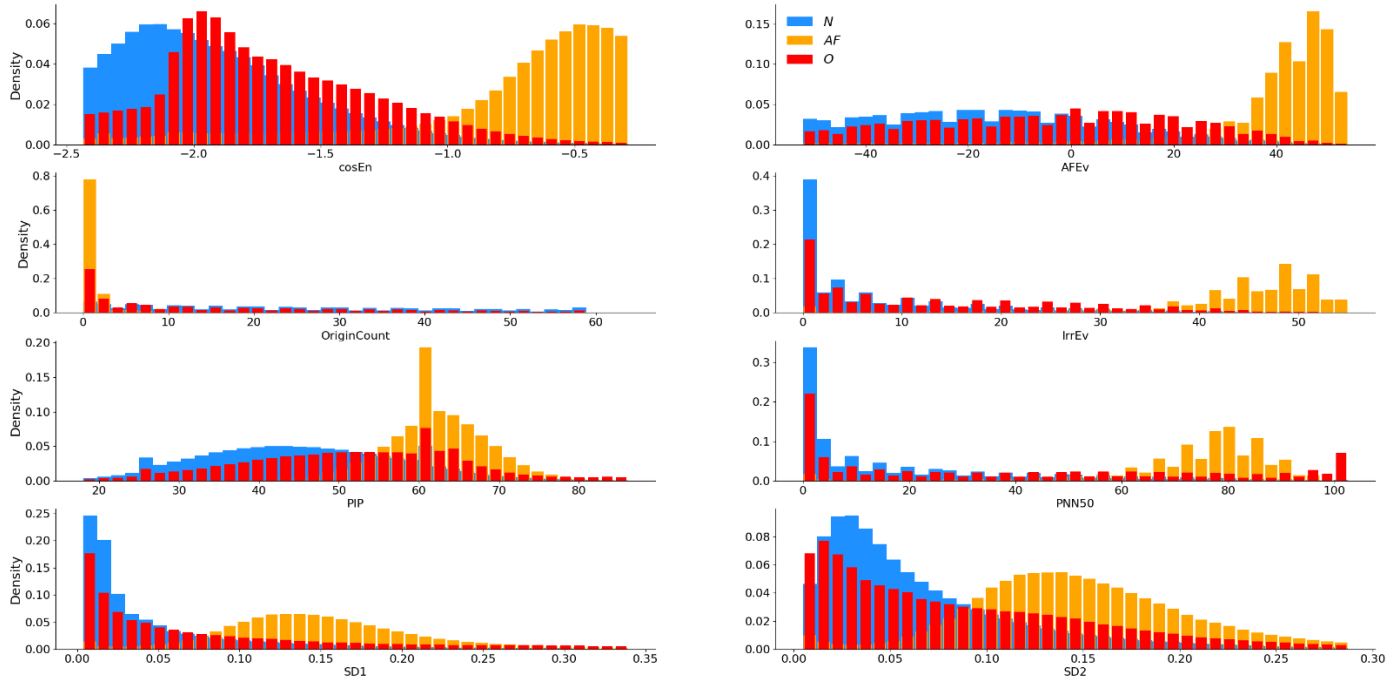 0.06
0.04
0.02
0.00
Density
−2.5 −2.0 −1.5 −1.0 −0.5
cosEn
0.15
0.10
0.05
0.00
N
AF
O
−40 −20 0 20 40
AFEv
0.8
0.6
0.4
0.2
0.0
Density
0 10 20 30 40 50 60
OriginCount
0.4
0.3
0.2
0.1
0.0
0 10 20 30 40 50
IrrEv
0.20
0.15
0.10
0.05
0.00
Density
20 30 40 50 60 70 80
PIP
0.3
0.2
0.1
0.0
0 20 40 60 80 100
PNN50
0.25
0.20
0.15
0.10
0.05
0.00
Density
0.00 0.05 0.10 0.15 0.20 0.25 0.30 0.35
SD1
0.08
0.06
0.04
0.02
0.00
0.00 0.05 0.10 0.15 0.20 0.25 0.30
SD2